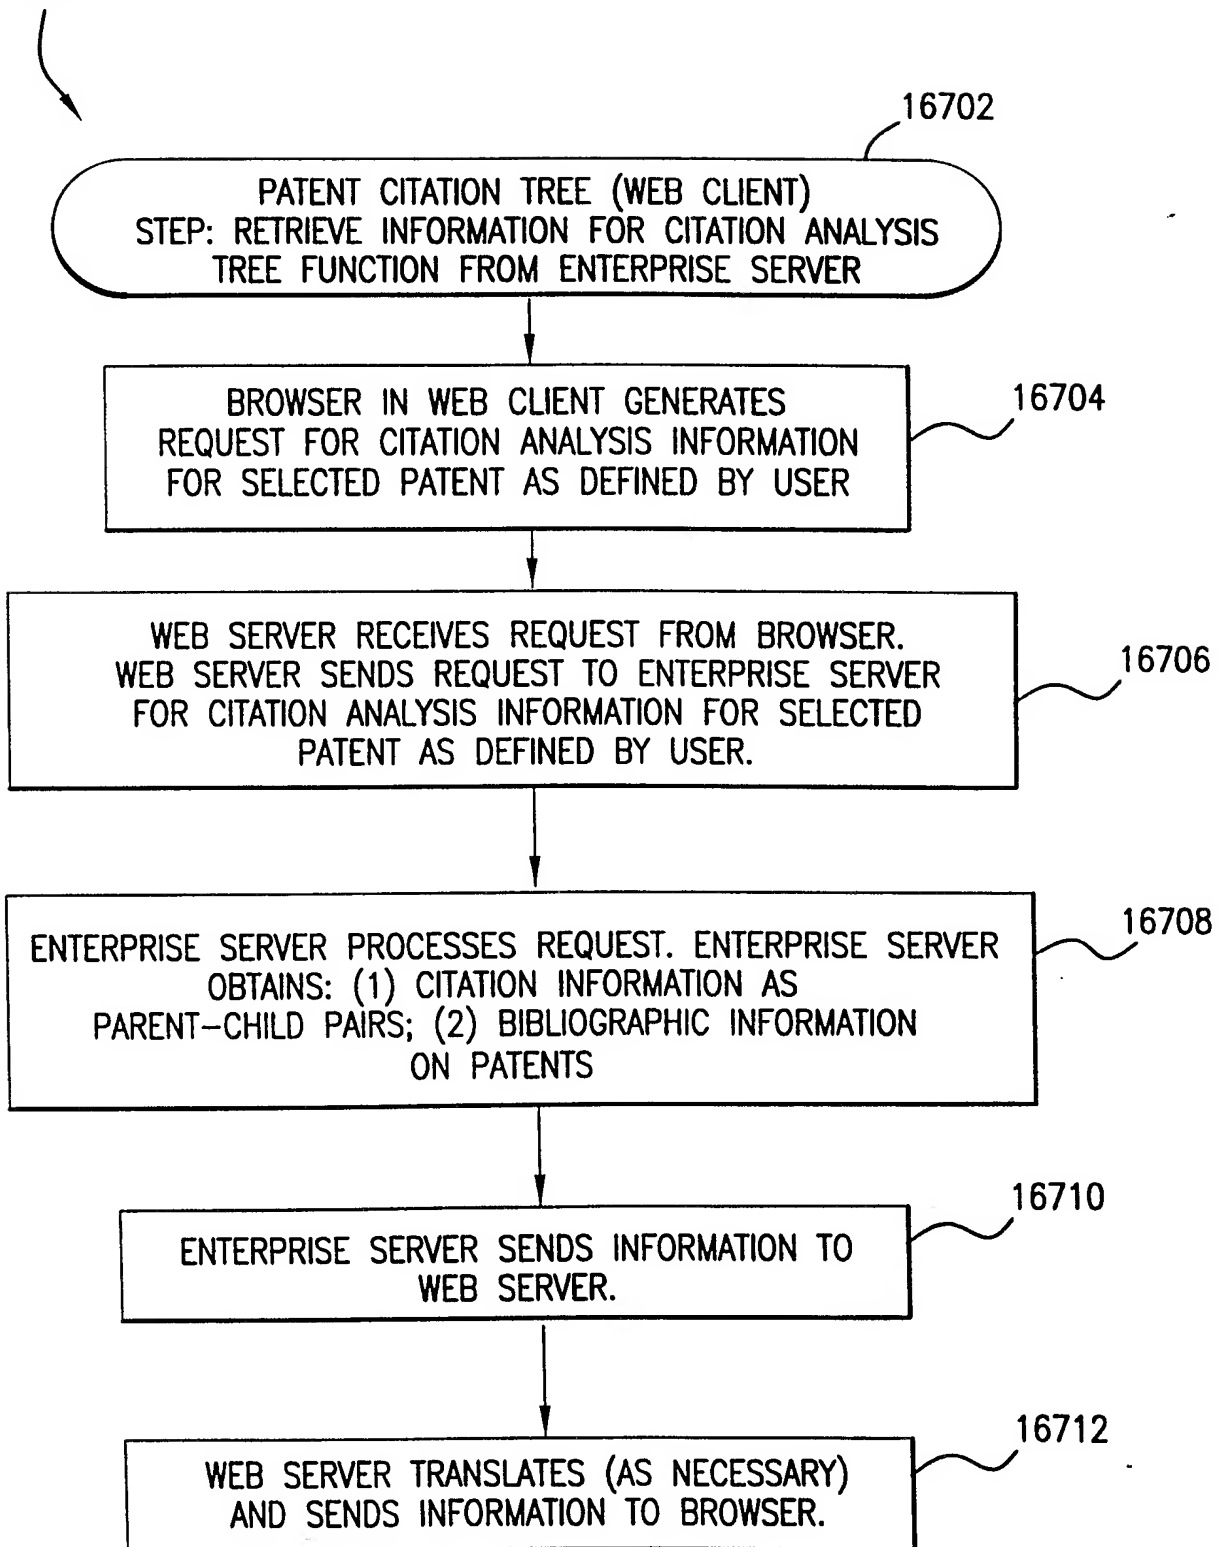 16702
PATENT CITATION TREE (WEB CLIENT)
STEP: RETRIEVE INFORMATION FOR CITATION ANALYSIS
TREE FUNCTION FROM ENTERPRISE SERVER
16704
BROWSER IN WEB CLIENT GENERATES
REQUEST FOR CITATION ANALYSIS INFORMATION
FOR SELECTED PATENT AS DEFINED BY USER
16706
WEB SERVER RECEIVES REQUEST FROM BROWSER.
WEB SERVER SENDS REQUEST TO ENTERPRISE SERVER
FOR CITATION ANALYSIS INFORMATION FOR SELECTED
PATENT AS DEFINED BY USER.
16708
ENTERPRISE SERVER PROCESSES REQUEST. ENTERPRISE SERVER
OBTAINS: (1) CITATION INFORMATION AS
PARENT-CHILD PAIRS; (2) BIBLIOGRAPHIC INFORMATION
ON PATENTS
16710
ENTERPRISE SERVER SENDS INFORMATION TO
WEB SERVER.
16712
WEB SERVER TRANSLATES (AS NECESSARY)
AND SENDS INFORMATION TO BROWSER.